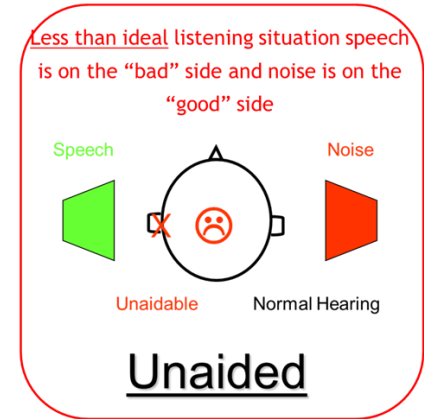 Less than ideal listening situation speech
is on the “bad” side and noise is on the
“good” side
Speech
Noise
X
Unaidable
Normal Hearing
Unaided